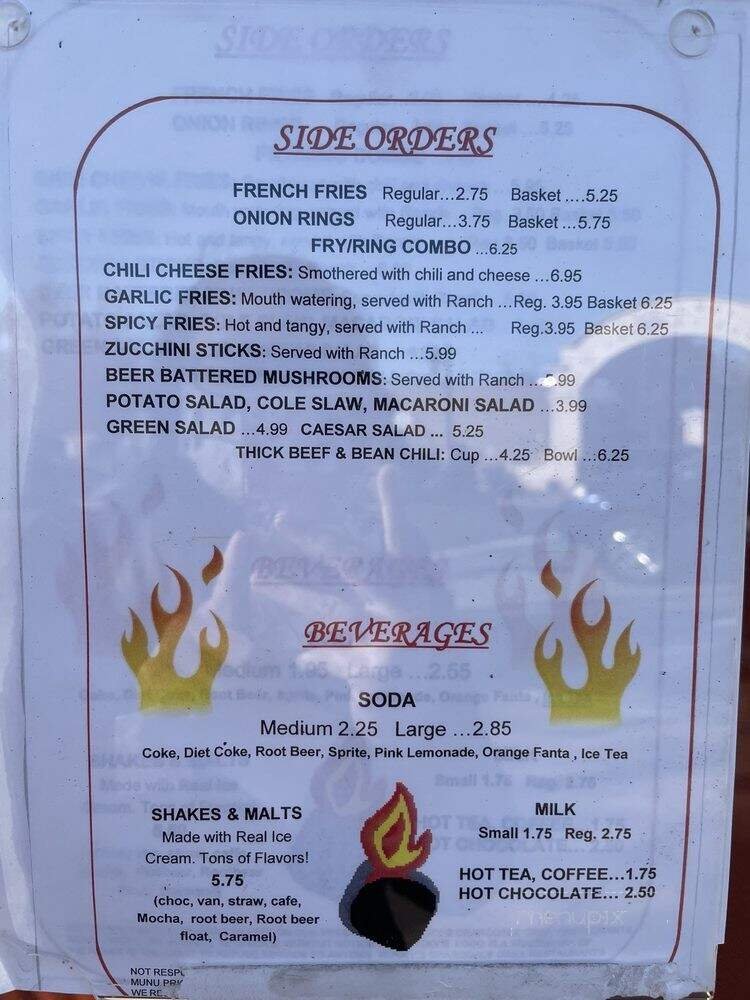 SIDE ORDERS
FRENCH FRIES Regular...2.75 Basket ....5.25
ONION RINGS Regular...3.75 Basket ...5.75
FRY/RING COMBO ...6.25
CHILI CHEESE FRIES: Smothered with chili and cheese ...6.95
GARLIC FRIES: Mouth watering, served with Ranch ...Reg. 3.95 Basket 6.25
SPICY FRIES: Hot and tangy, served with Ranch ... Reg.3.95 Basket 6.25
ZUCCHINI STICKS: Served with Ranch ...5.99
BEER BATTERED MUSHROOMS: Served with Ranch ...5.99
POTATO SALAD, COLE SLAW, MACARONI SALAD ...3.99
GREEN SALAD ...4.99 CAESAR SALAD ... 5.25
THICK BEEF & BEAN CHILI: Cup ...4.25 Bowl ..:6.25
BEVERAGES
SODA
Medium 2.25 Large ...2.85
Coke, Diet Coke, Root Beer, Sprite, Pink Lemonade, Orange Fanta , Ice Tea
SHAKES & MALTS
Made with Real Ice
Cream. Tons of Flavors!
5.75
(choc, van, straw, cafe,
Mocha, root beer, Root beer
float, Caramel)
MILK
Small 1.75 Reg. 2.75
HOT TEA, COFFEE...1.75
HOT CHOCOLATE... 2.50
menupix
NOT
MUNU
WE RE